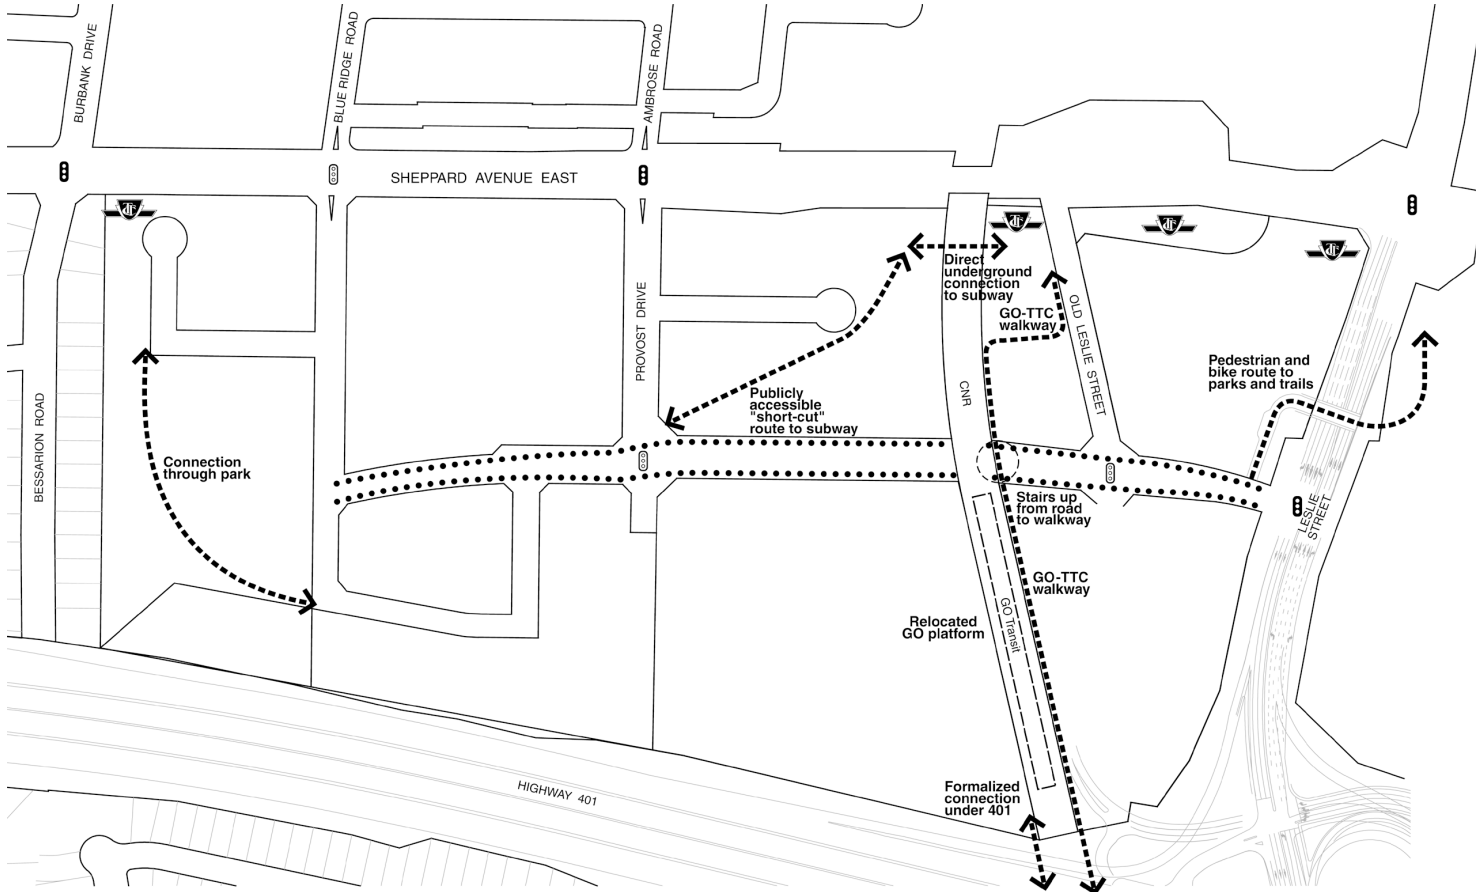 BURBANK DRIVE
BLUE RIDGE ROAD
AMBROSE ROAD
SHEPPARD AVENUE EAST
Direct
underground
connection
to subway
GO-TTC
walkway
OLD LESLIE STREET
PROVOST DRIVE
CNR
Pedestrian and
bike route to
parks and trails
Publicly
accessible
"short-cut"
route to subway
BESSARION ROAD
Connection
through park
Stairs up
from road
to walkway
LESLIE
STREET
GO-TTC
walkway
GO Transit
Relocated
GO platform
HIGHWAY 401
Formalized
connection
under 401